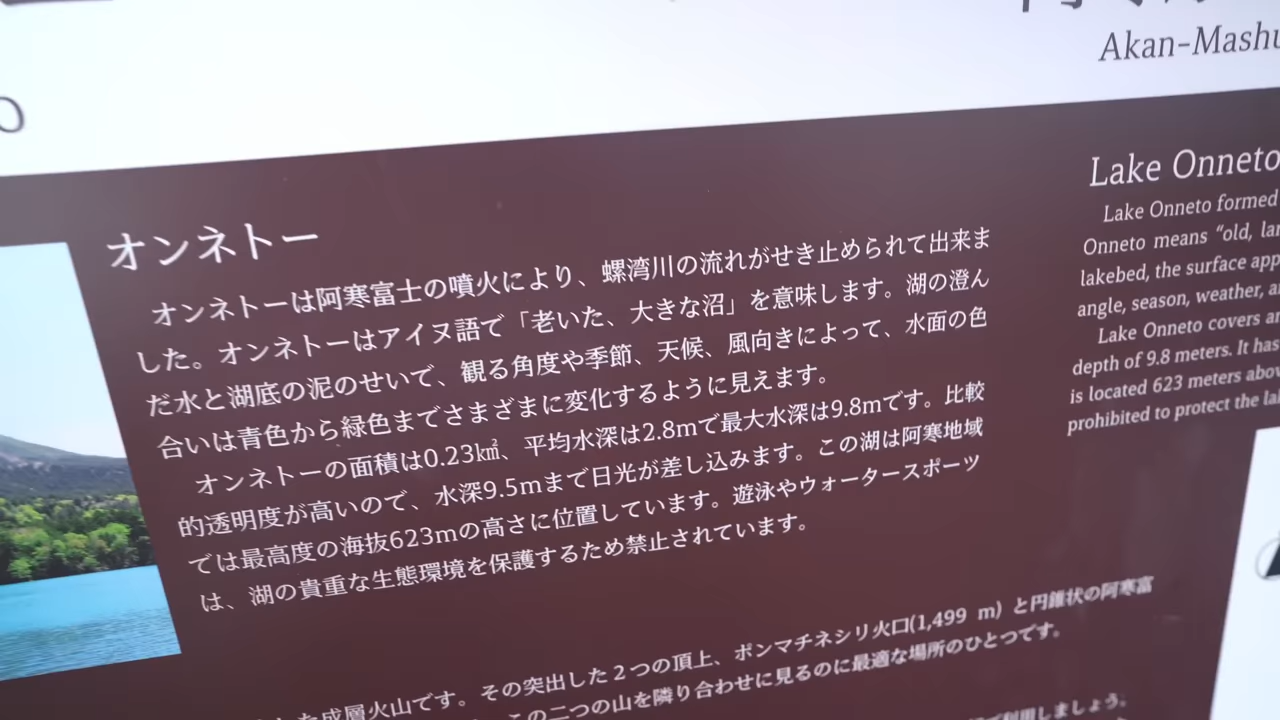 Akan-Mashu
オンネトー
オンネトーは阿寒富士の噴火により、螺湾川の流れがせき止められて出来ま
した。オンネトーはアイヌ語で「老いた、大きな沼」を意味します。湖の澄ん
だ水と湖底の泥のせいで、観る角度や季節、天候、風向きによって、水面の色
合いは青色から緑色までさまざまに変化するように見えます。
オンネトーの面積は0.23㎢、平均水深は2.8mで最大水深は9.8mです。比較
的透明度が高いので、水深9.5mまで日光が差し込みます。この湖は阿寒地域
では最高度の海抜623mの高さに位置しています。遊泳やウォータースポーツ
は、湖の貴重な生態環境を保護するため禁止されています。
Lake Onneto
Lake Onneto formed
Onneto means “old, lar
lakebed, the surface app
angle, season, weather, a
Lake Onneto covers a
depth of 9.8 meters. It has
is located 623 meters abov
prohibited to protect the la
成層火山です。その突出した２つの頂上、ポンマチネシリ火口(1,499 m) と円錐状の阿寒富
この二つの山を隣り合わせに見るのに最適な場所のひとつです。
利用しましょう。